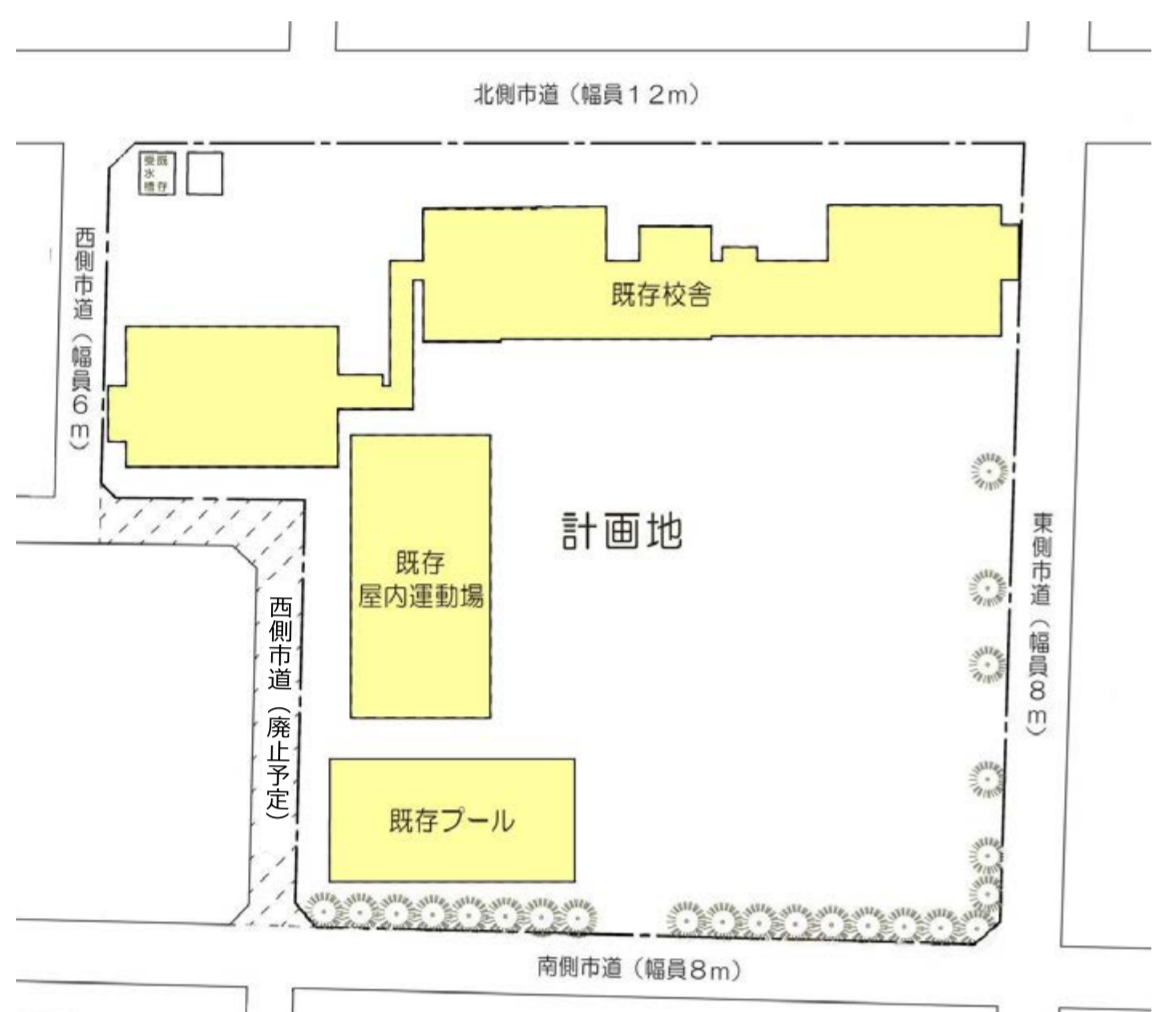 北側市道（幅員１２ｍ）
既存
受水槽
西側市道（幅員６ｍ）
既存校舎
計画地
既存
屋内運動場
東側市道（幅員８ｍ）
西側市道（廃止予定）
既存プール
南側市道（幅員８ｍ）